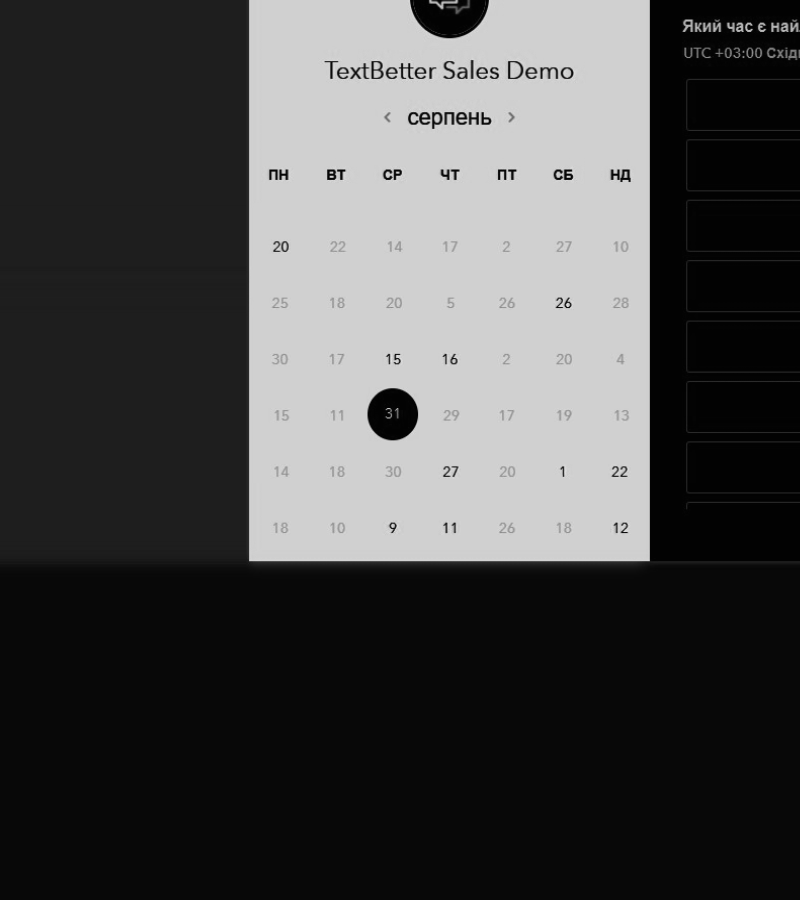 TextBetter Sales Demo
< серпень >
ПН ВТ СР ЧТ ПТ СБ НД
20 22 14 17 2 27 10
25 18 20 5 26 26 28
30 17 15 16 2 20 4
15 11 31 29 17 19 13
14 18 30 27 20 1 22
18 10 9 11 26 18 12
Який час є най
UTC +03:00 Східн